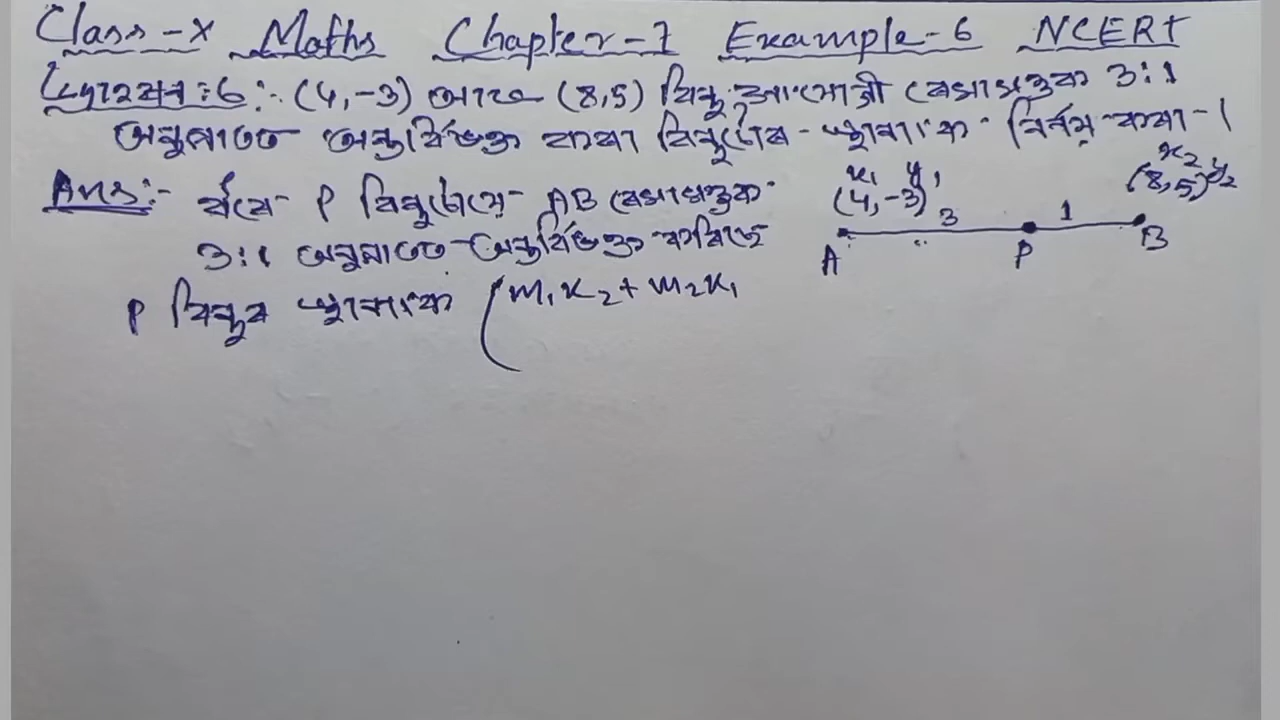 Class-X Maths Chapter-7 Example-6 NCERT
উদাহৰণ :6 :- (4,-3) আৰু (8,5) বিন্দু সংযোগী ৰেখাখণ্ডক 3:1
অনুপাতত অন্তৰ্বিভক্ত কৰা বিন্দুটোৰ স্থানাংক নিৰ্ণয় কৰা।
Ans:- ধৰো P বিন্দুটোৱে AB ৰেখাখণ্ডক
3:1 অনুপাতত অন্তৰ্বিভক্ত কৰিছে
x₁ y₁
(4,-3)
x₂ y₂
(8,5)
3 1
A P B
P বিন্দুৰ স্থানাংক ( m₁x₂ + m₂x₁